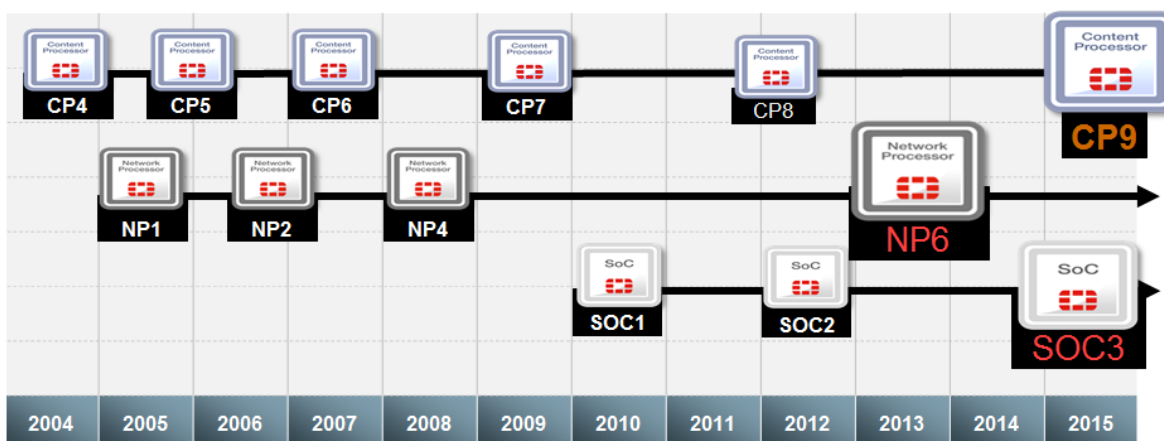 Content
Processor
CP4
Content
Processor
CP5
Content
Processor
CP6
Content
Processor
CP7
Content
Processor
CP8
Content
Processor
CP9
Network
Processor
NP1
Network
Processor
NP2
Network
Processor
NP4
Network
Processor
NP6
SoC
SOC1
SoC
SOC2
SoC
SOC3
2004 2005 2006 2007 2008 2009 2010 2011 2012 2013 2014 2015